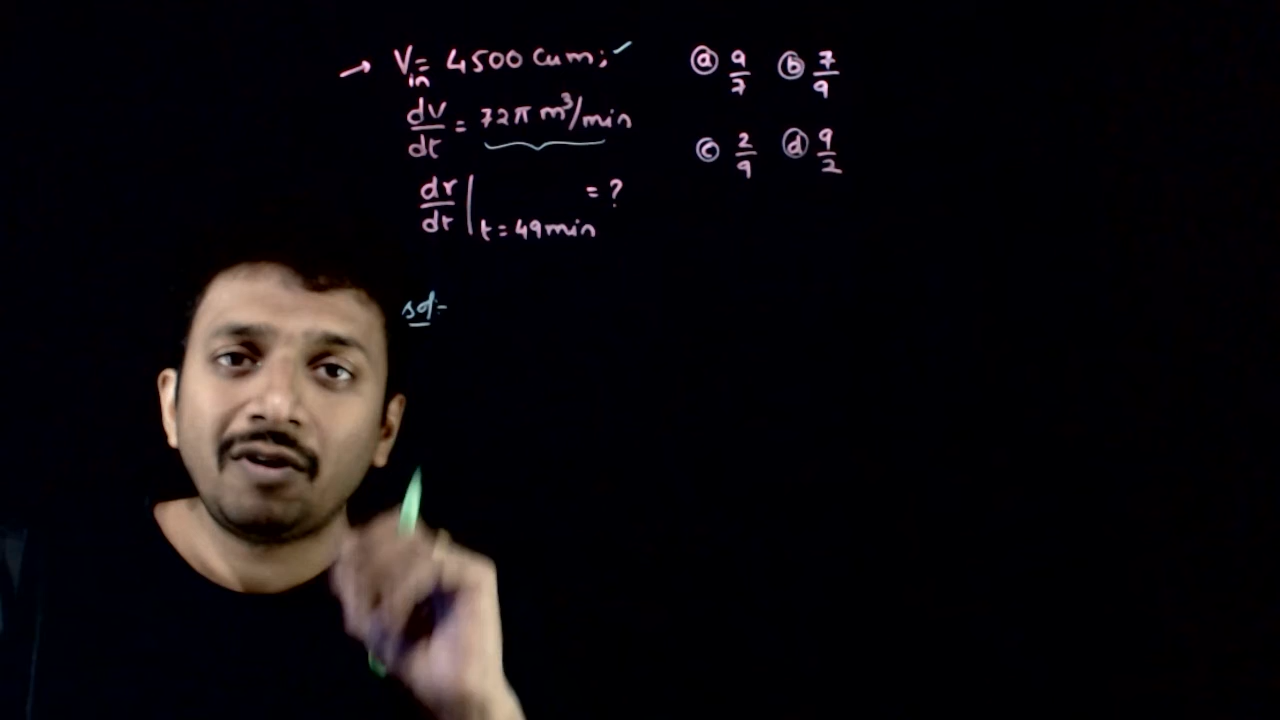 → V_in = 4500 Cum; ✓
dv/dt = 72π m³/min
dr/dt | t = 49min = ?
ⓐ 9/7 ⓑ 7/9
ⓒ 2/9 ⓓ 9/2
sol:-